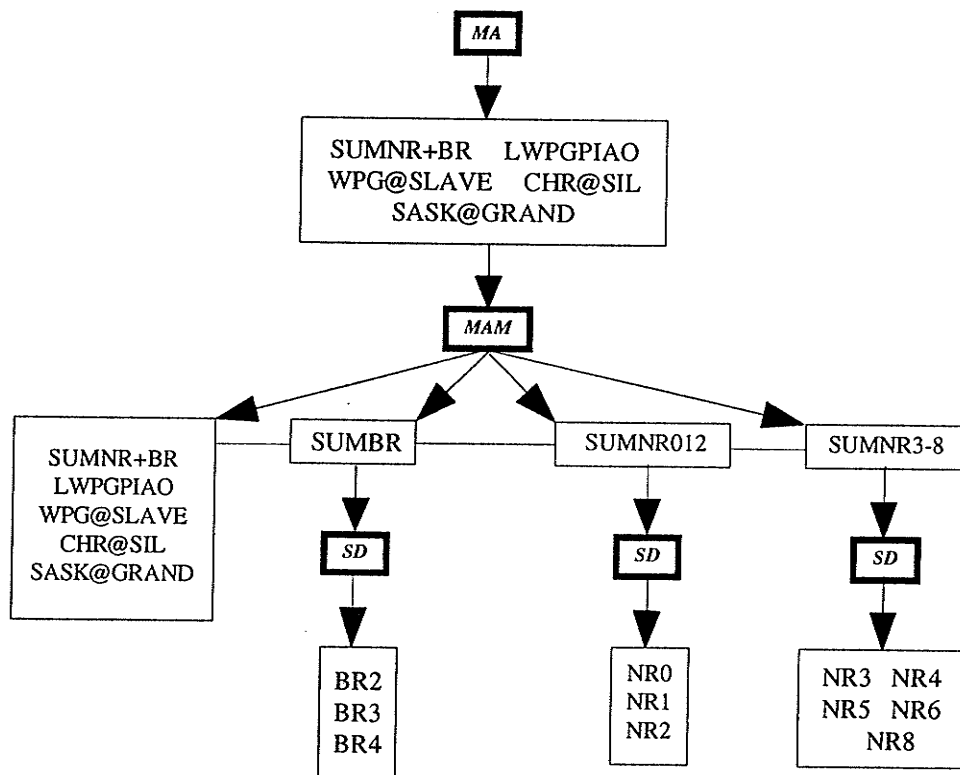 MA
SUMNR+BR LWPGPIAO
WPG@SLAVE CHR@SIL
SASK@GRAND
MAM
SUMNR+BR
LWPGPIAO
WPG@SLAVE
CHR@SIL
SASK@GRAND
SUMBR
SUMNR012
SUMNR3-8
SD
SD
SD
BR2
BR3
BR4
NR0
NR1
NR2
NR3 NR4
NR5 NR6
NR8